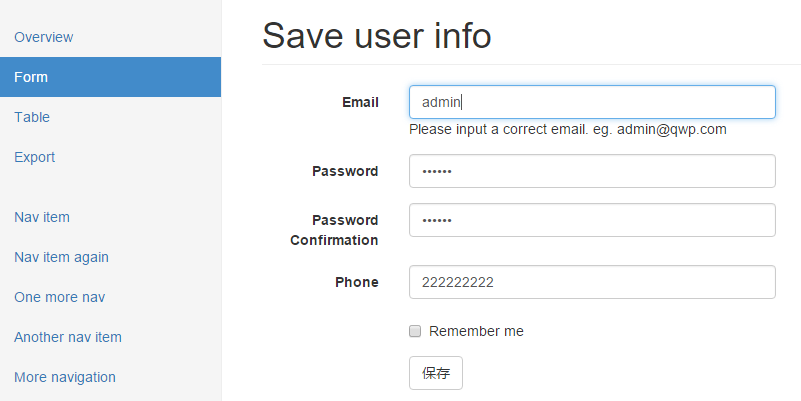 Overview
Form
Table
Export
Nav item
Nav item again
One more nav
Another nav item
More navigation
Save user info
Email
admin
Please input a correct email. eg. admin@qwp.com
Password
••••••
Password
Confirmation
••••••
Phone
222222222
Remember me
保存